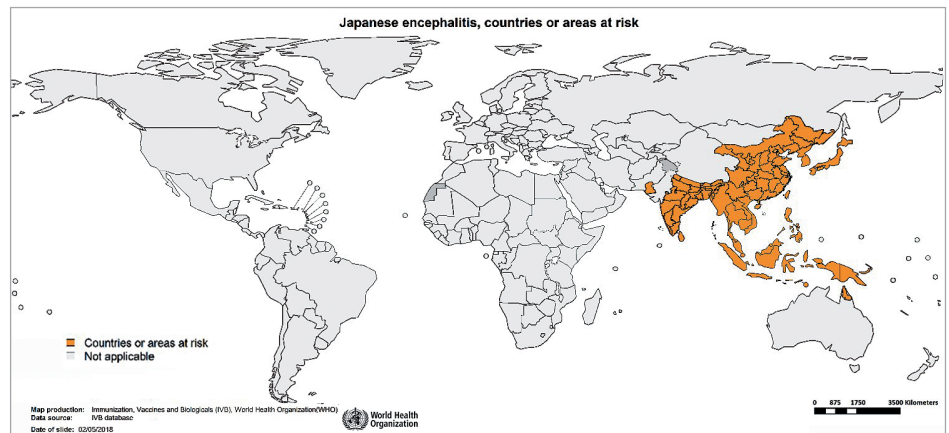 Japanese encephalitis, countries or areas at risk
Countries or areas at risk
Not applicable
Map production: Immunization, Vaccines and Biologicals (IVB), World Health Organization(WHO)
Data source: IVB database
Date of slide: 02/05/2018
World Health
Organization
0 875 1750 3500 Kilometers